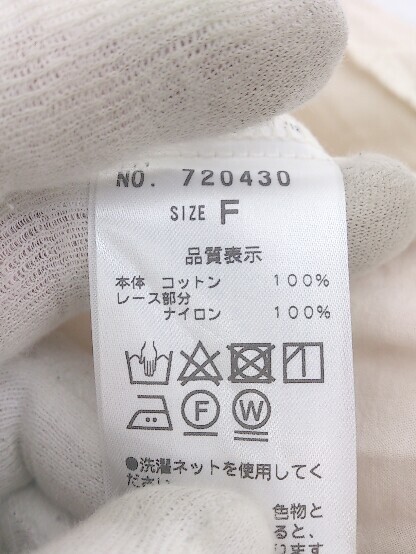 NO. 720430
SIZE F
品質表示
本体 コットン 100%
レース部分
ナイロン 100%
F W
●洗濯ネットを使用してく
ださい
色物と
ると、
ります